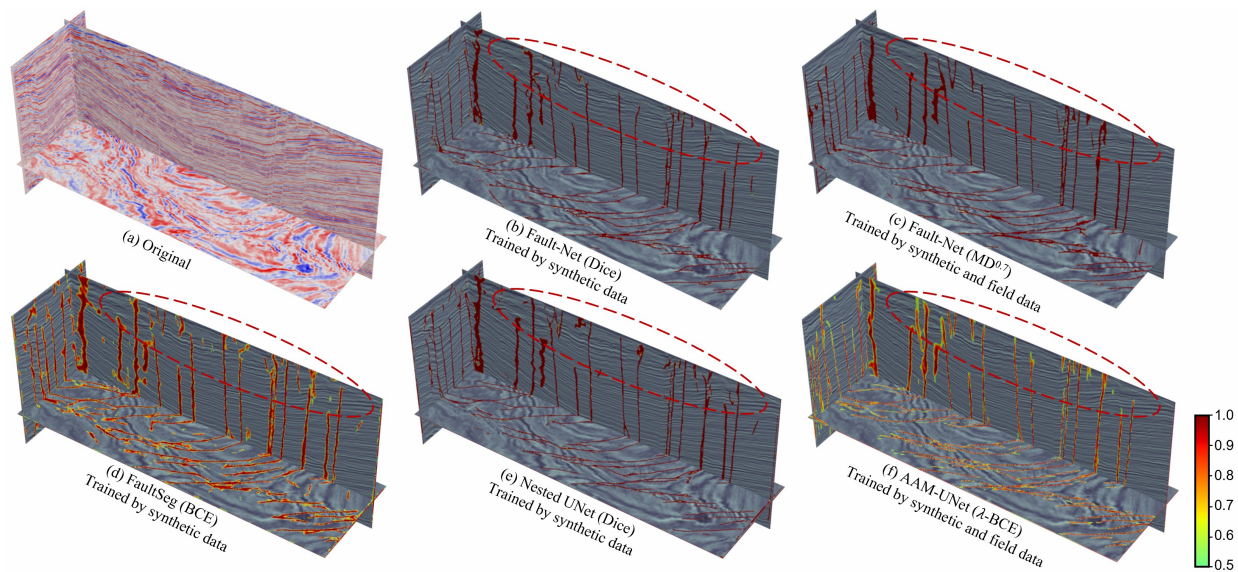 (a) Original
(b) Fault-Net (Dice)
Trained by synthetic data
(c) Fault-Net (MD⁰·⁷)
Trained by synthetic and field data
(d) FaultSeg (BCE)
Trained by synthetic data
(e) Nested UNet (Dice)
Trained by synthetic data
(f) AAM-UNet (λ-BCE)
Trained by synthetic and field data
1.0
0.9
0.8
0.7
0.6
0.5